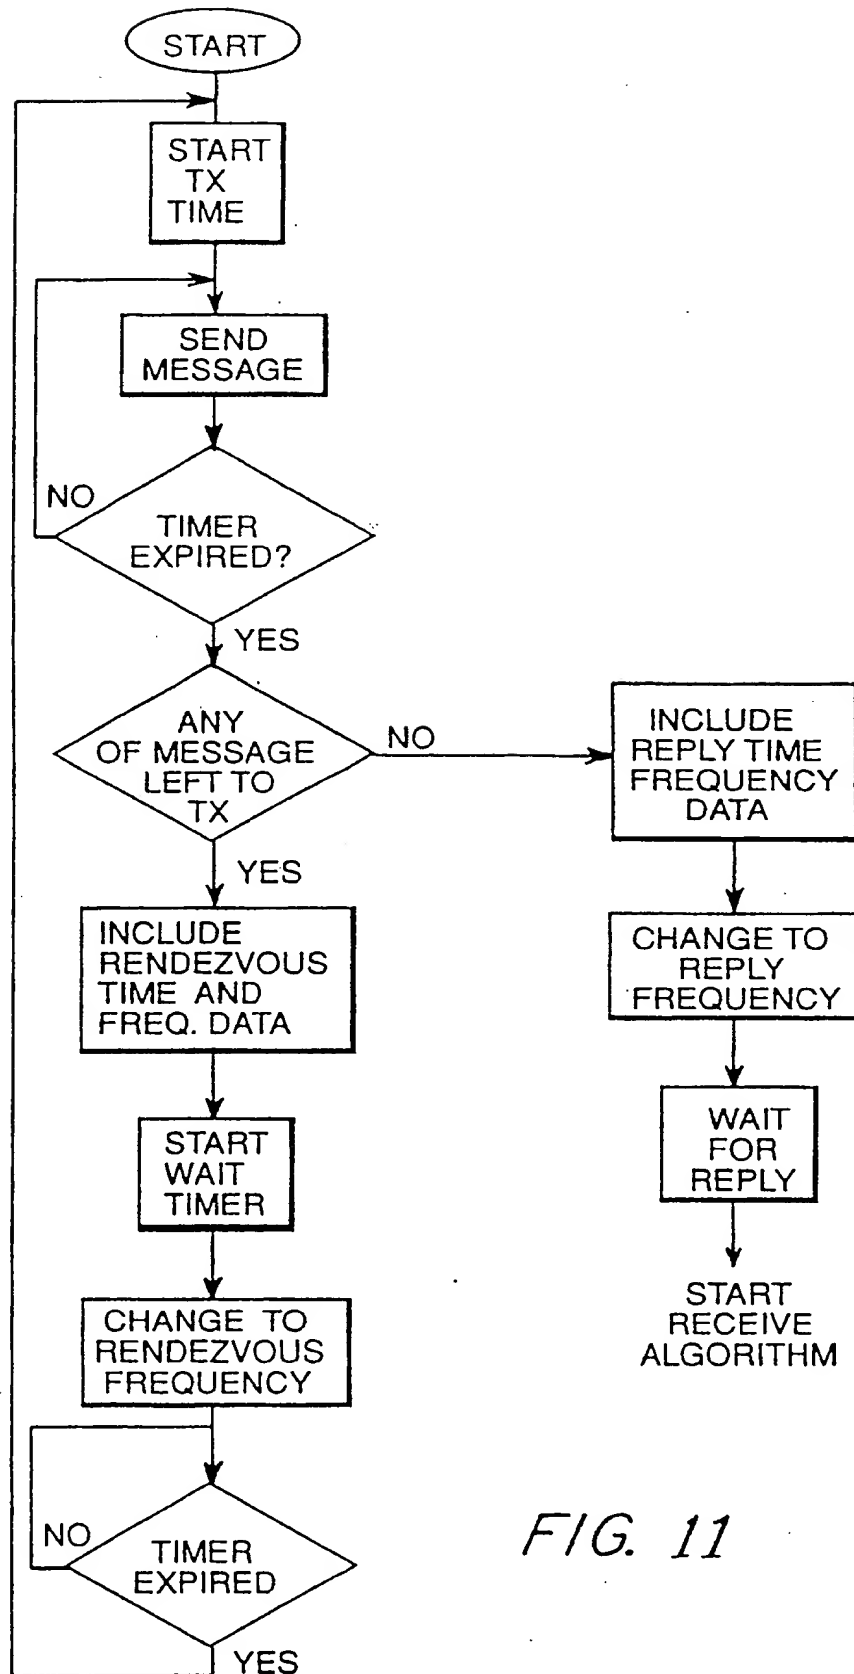 START
START
TX
TIME
SEND
MESSAGE
NO
TIMER
EXPIRED?
YES
ANY
OF MESSAGE
LEFT TO
TX
NO
YES
INCLUDE
REPLY TIME
FREQUENCY
DATA
CHANGE TO
REPLY
FREQUENCY
WAIT
FOR
REPLY
START
RECEIVE
ALGORITHM
INCLUDE
RENDEZVOUS
TIME AND
FREQ. DATA
START
WAIT
TIMER
CHANGE TO
RENDEZVOUS
FREQUENCY
NO
TIMER
EXPIRED
YES
FIG. 11